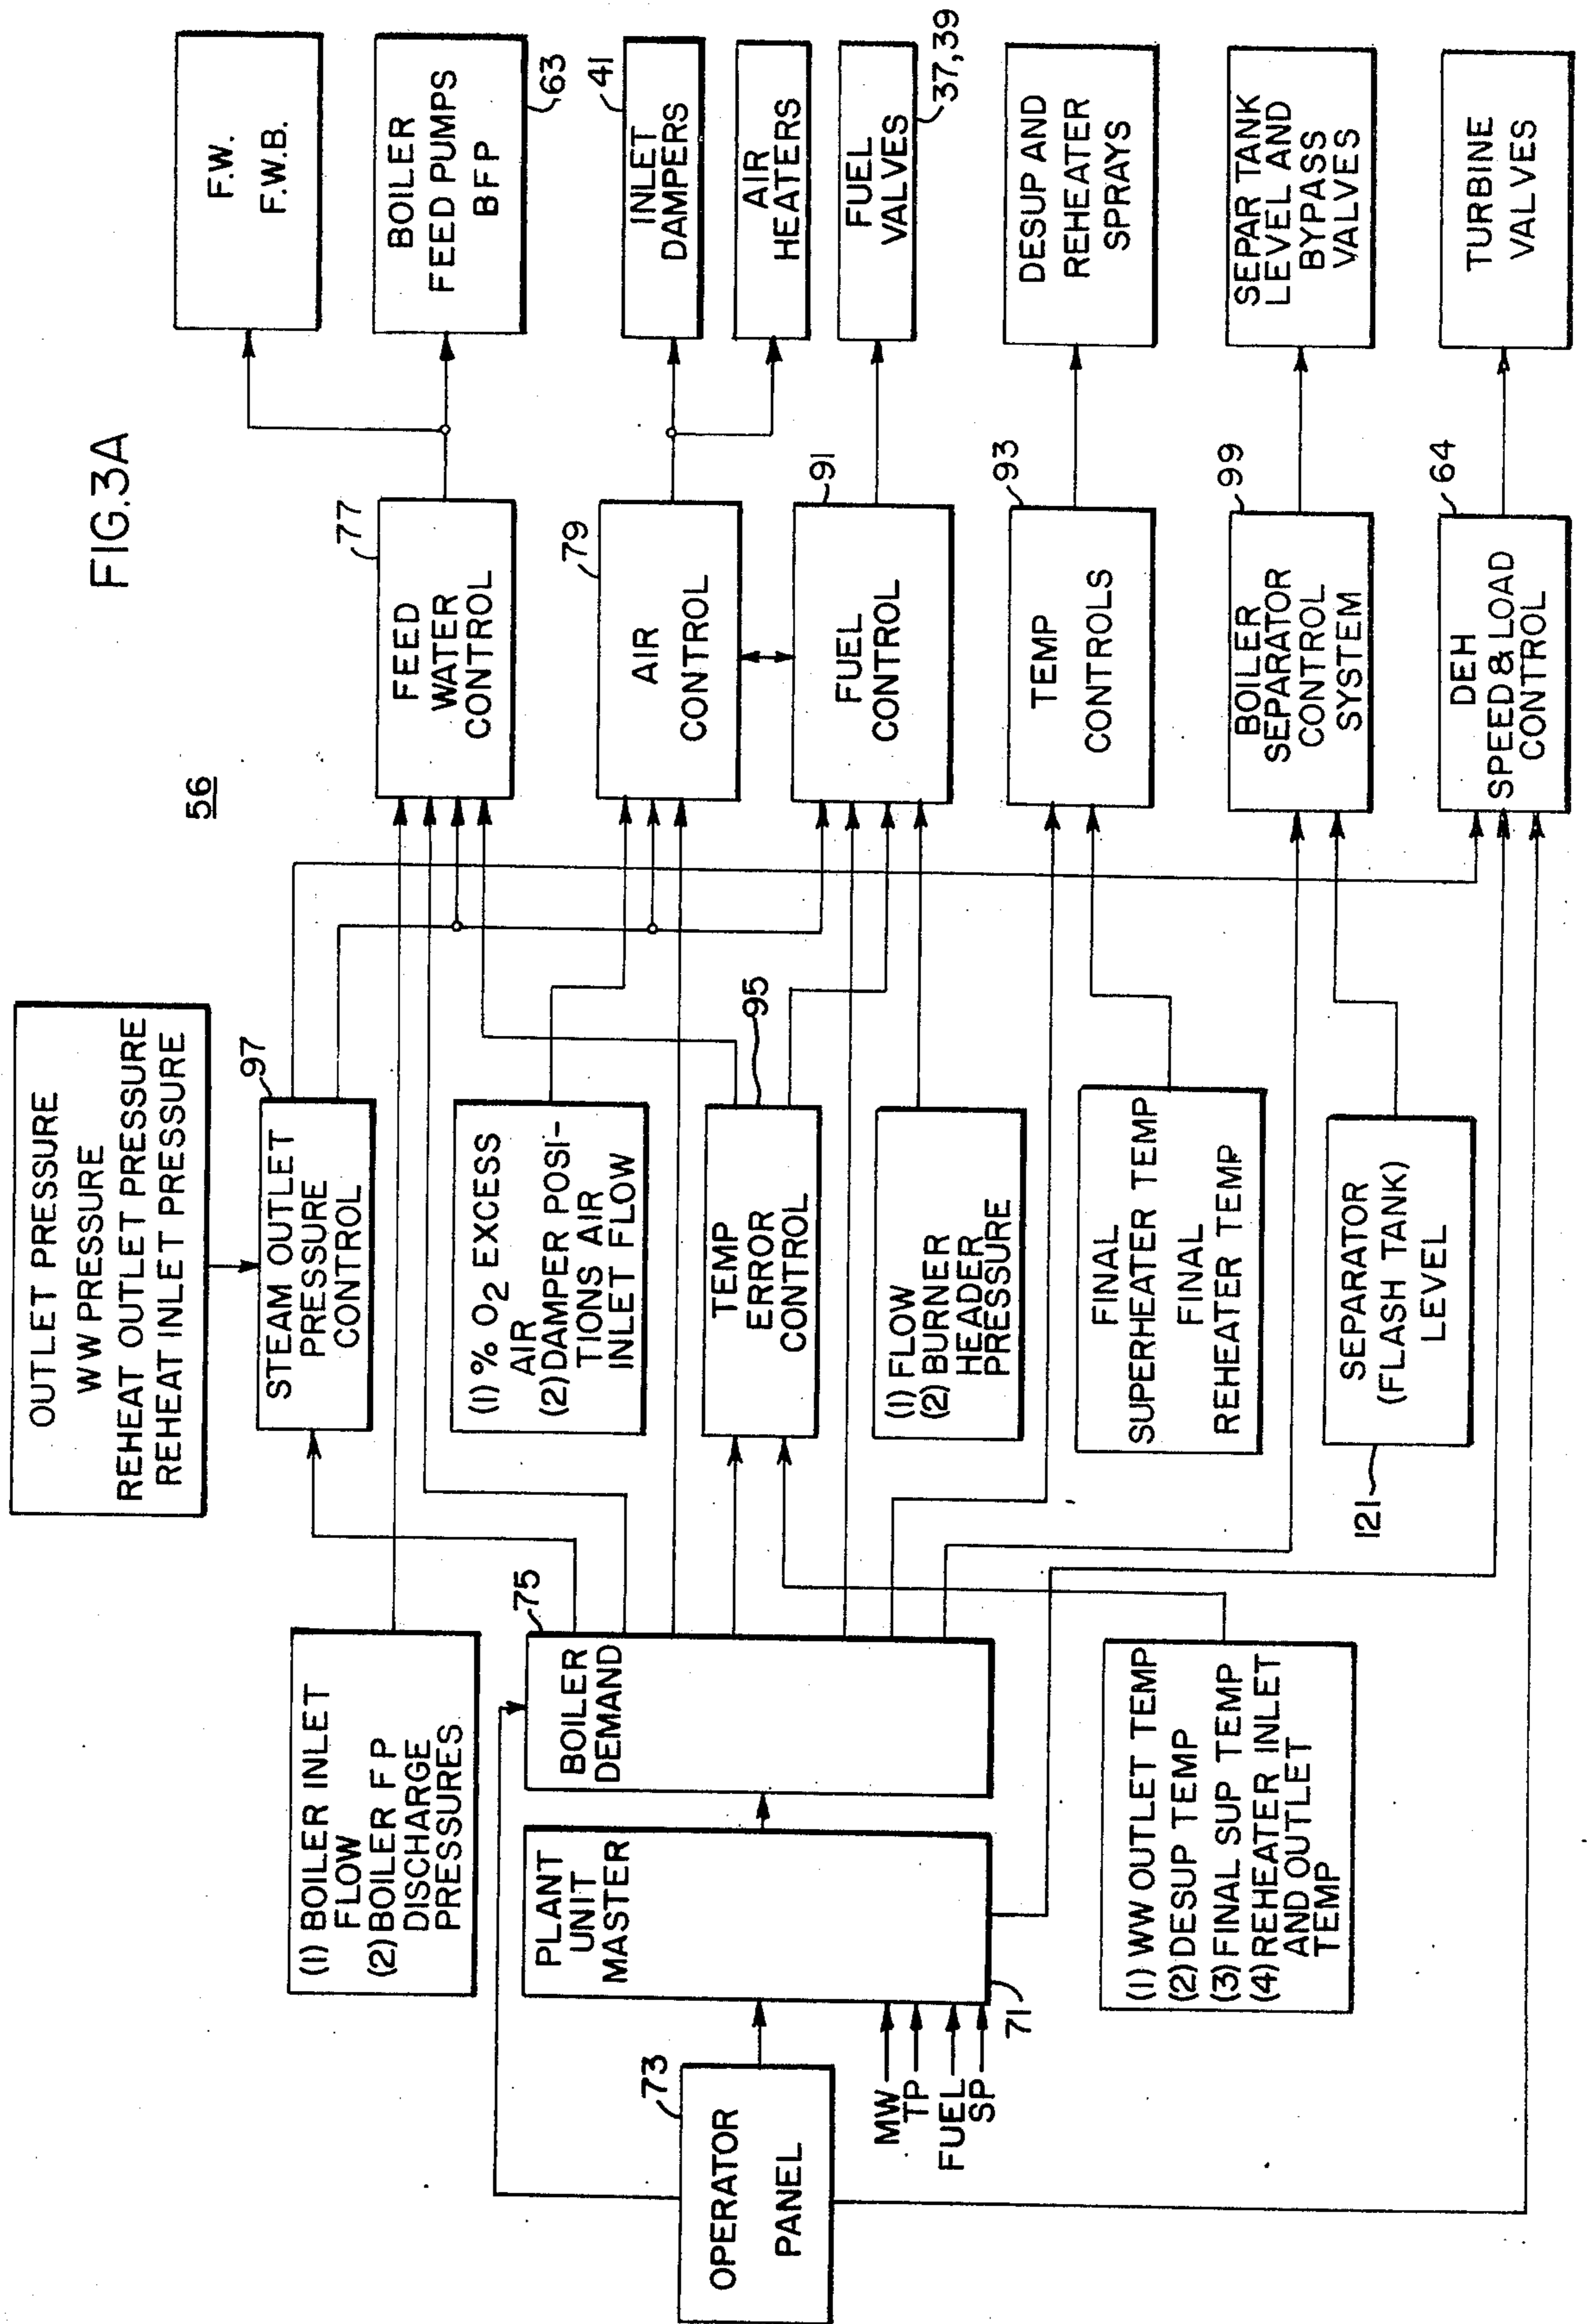 FIG.3A
56
OUTLET PRESSURE
WW PRESSURE
REHEAT OUTLET PRESSURE
REHEAT INLET PRESSURE
97
STEAM OUTLET
PRESSURE
CONTROL
(1) BOILER INLET
FLOW
(2) BOILER FP
DISCHARGE
PRESSURES
73
OPERATOR
PANEL
MW
TP
FUEL
SP
71
PLANT
UNIT
MASTER
75
BOILER
DEMAND
(1) WW OUTLET TEMP
(2) DESUP TEMP
(3) FINAL SUP TEMP
(4) REHEATER INLET
AND OUTLET
TEMP
(1) % O2 EXCESS
AIR
(2) DAMPER POSI-
TIONS AIR
INLET FLOW
95
TEMP
ERROR
CONTROL
(1) FLOW
(2) BURNER
HEADER
PRESSURE
FINAL
SUPERHEATER TEMP
FINAL
REHEATER TEMP
121
SEPARATOR
(FLASH TANK)
LEVEL
77
FEED
WATER
CONTROL
79
AIR
CONTROL
91
FUEL
CONTROL
93
TEMP
CONTROLS
99
BOILER
SEPARATOR
CONTROL
SYSTEM
64
DEH
SPEED & LOAD
CONTROL
F.W.
F.W.B.
BOILER
FEED PUMPS
BFP
63
41
INLET
DAMPERS
AIR
HEATERS
FUEL
VALVES
37,39
DESUP AND
REHEATER
SPRAYS
SEPAR TANK
LEVEL AND
BYPASS
VALVES
TURBINE
VALVES